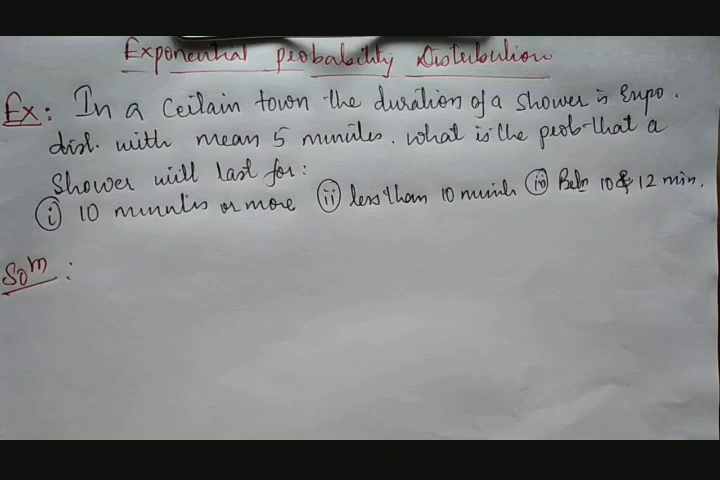 Exponential Probability Distribution
Ex: In a Certain town the duration of a shower is Expo.
dist. with mean 5 minutes. what is the prob that a
Shower will last for:
(i) 10 minutes or more (ii) less than 10 minutes (iii) Betn 10 & 12 min.
Soln: